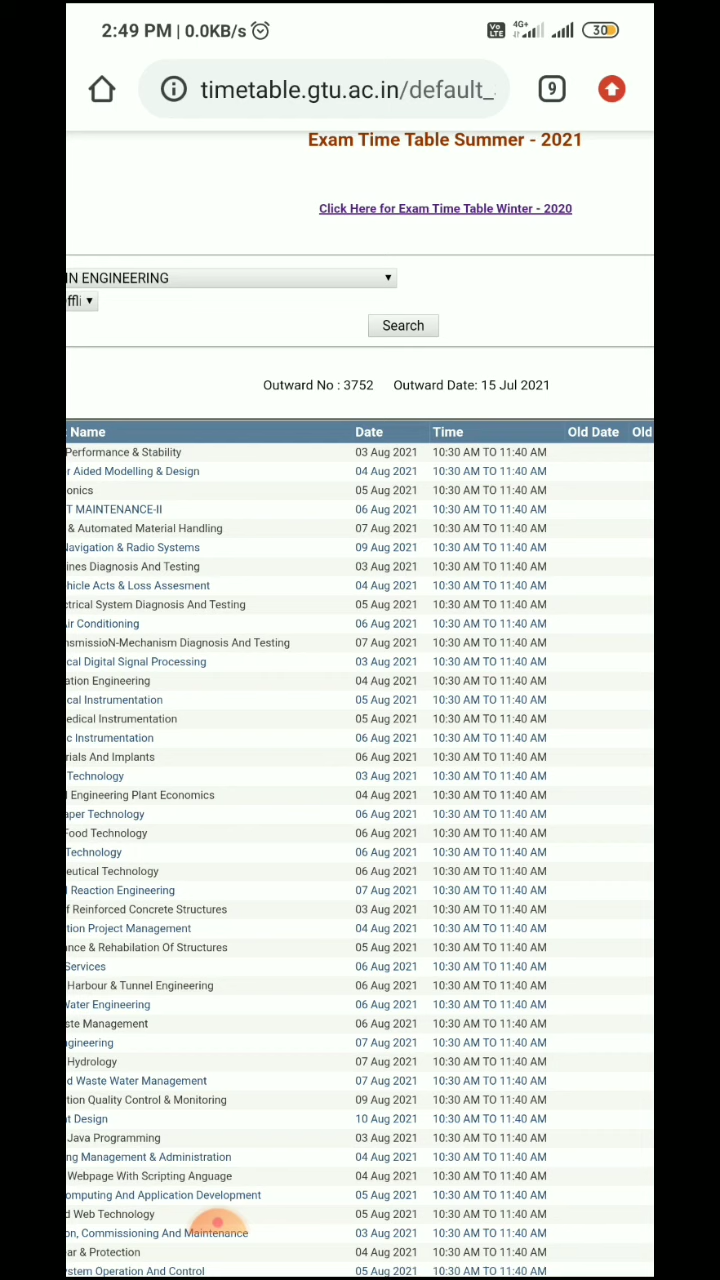 2:49 PM | 0.0KB/s
Vo LTE 4G+ 30
timetable.gtu.ac.in/default_
9
Exam Time Table Summer - 2021
Click Here for Exam Time Table Winter - 2020
IN ENGINEERING
ffli
Search
Outward No : 3752 Outward Date: 15 Jul 2021
Name Date Time Old Date Old
Performance & Stability 03 Aug 2021 10:30 AM TO 11:40 AM
r Aided Modelling & Design 04 Aug 2021 10:30 AM TO 11:40 AM
onics 05 Aug 2021 10:30 AM TO 11:40 AM
T MAINTENANCE-II 06 Aug 2021 10:30 AM TO 11:40 AM
& Automated Material Handling 07 Aug 2021 10:30 AM TO 11:40 AM
Navigation & Radio Systems 09 Aug 2021 10:30 AM TO 11:40 AM
ines Diagnosis And Testing 03 Aug 2021 10:30 AM TO 11:40 AM
hicle Acts & Loss Assesment 04 Aug 2021 10:30 AM TO 11:40 AM
ctrical System Diagnosis And Testing 05 Aug 2021 10:30 AM TO 11:40 AM
ir Conditioning 06 Aug 2021 10:30 AM TO 11:40 AM
nsmissioN-Mechanism Diagnosis And Testing 07 Aug 2021 10:30 AM TO 11:40 AM
cal Digital Signal Processing 03 Aug 2021 10:30 AM TO 11:40 AM
ation Engineering 04 Aug 2021 10:30 AM TO 11:40 AM
cal Instrumentation 05 Aug 2021 10:30 AM TO 11:40 AM
edical Instrumentation 05 Aug 2021 10:30 AM TO 11:40 AM
c Instrumentation 06 Aug 2021 10:30 AM TO 11:40 AM
rials And Implants 06 Aug 2021 10:30 AM TO 11:40 AM
Technology 03 Aug 2021 10:30 AM TO 11:40 AM
l Engineering Plant Economics 04 Aug 2021 10:30 AM TO 11:40 AM
aper Technology 06 Aug 2021 10:30 AM TO 11:40 AM
Food Technology 06 Aug 2021 10:30 AM TO 11:40 AM
Technology 06 Aug 2021 10:30 AM TO 11:40 AM
eutical Technology 06 Aug 2021 10:30 AM TO 11:40 AM
l Reaction Engineering 07 Aug 2021 10:30 AM TO 11:40 AM
f Reinforced Concrete Structures 03 Aug 2021 10:30 AM TO 11:40 AM
tion Project Management 04 Aug 2021 10:30 AM TO 11:40 AM
ance & Rehabilation Of Structures 05 Aug 2021 10:30 AM TO 11:40 AM
Services 06 Aug 2021 10:30 AM TO 11:40 AM
Harbour & Tunnel Engineering 06 Aug 2021 10:30 AM TO 11:40 AM
Water Engineering 06 Aug 2021 10:30 AM TO 11:40 AM
ste Management 06 Aug 2021 10:30 AM TO 11:40 AM
gineering 07 Aug 2021 10:30 AM TO 11:40 AM
Hydrology 07 Aug 2021 10:30 AM TO 11:40 AM
d Waste Water Management 07 Aug 2021 10:30 AM TO 11:40 AM
tion Quality Control & Monitoring 09 Aug 2021 10:30 AM TO 11:40 AM
t Design 10 Aug 2021 10:30 AM TO 11:40 AM
Java Programming 03 Aug 2021 10:30 AM TO 11:40 AM
ng Management & Administration 04 Aug 2021 10:30 AM TO 11:40 AM
Webpage With Scripting Anguage 04 Aug 2021 10:30 AM TO 11:40 AM
omputing And Application Development 05 Aug 2021 10:30 AM TO 11:40 AM
d Web Technology 05 Aug 2021 10:30 AM TO 11:40 AM
on, Commissioning And Maintenance 03 Aug 2021 10:30 AM TO 11:40 AM
ar & Protection 04 Aug 2021 10:30 AM TO 11:40 AM
ystem Operation And Control 05 Aug 2021 10:30 AM TO 11:40 AM